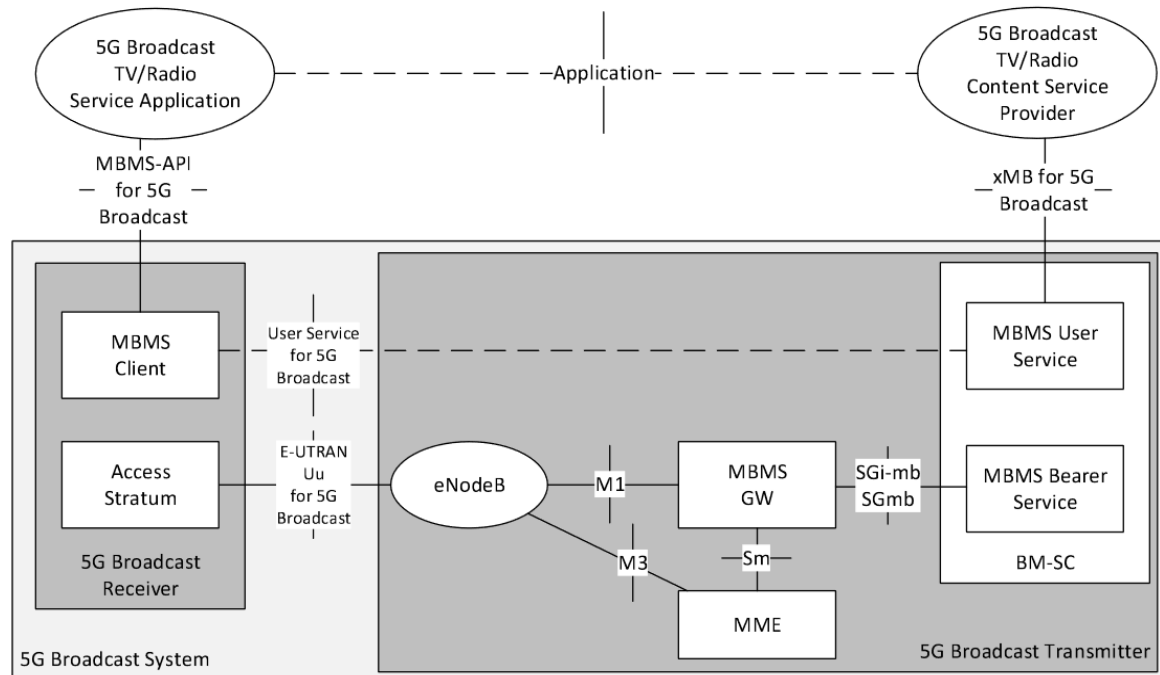 5G Broadcast
TV/Radio
Service Application
Application
5G Broadcast
TV/Radio
Content Service
Provider
MBMS-API
for 5G
Broadcast
xMB for 5G
Broadcast
MBMS
Client
User Service
for 5G
Broadcast
MBMS User
Service
Access
Stratum
E-UTRAN
Uu
for 5G
Broadcast
eNodeB
M1
MBMS
GW
SGi-mb
SGmb
MBMS Bearer
Service
5G Broadcast
Receiver
M3
Sm
BM-SC
MME
5G Broadcast System
5G Broadcast Transmitter